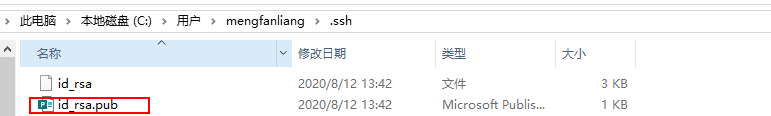 此电脑 > 本地磁盘 (C:) > 用户 > mengfanliang > .ssh
名称 修改日期 类型 大小
id_rsa 2020/8/12 13:42 文件 3 KB
id_rsa.pub 2020/8/12 13:42 Microsoft Publis... 1 KB